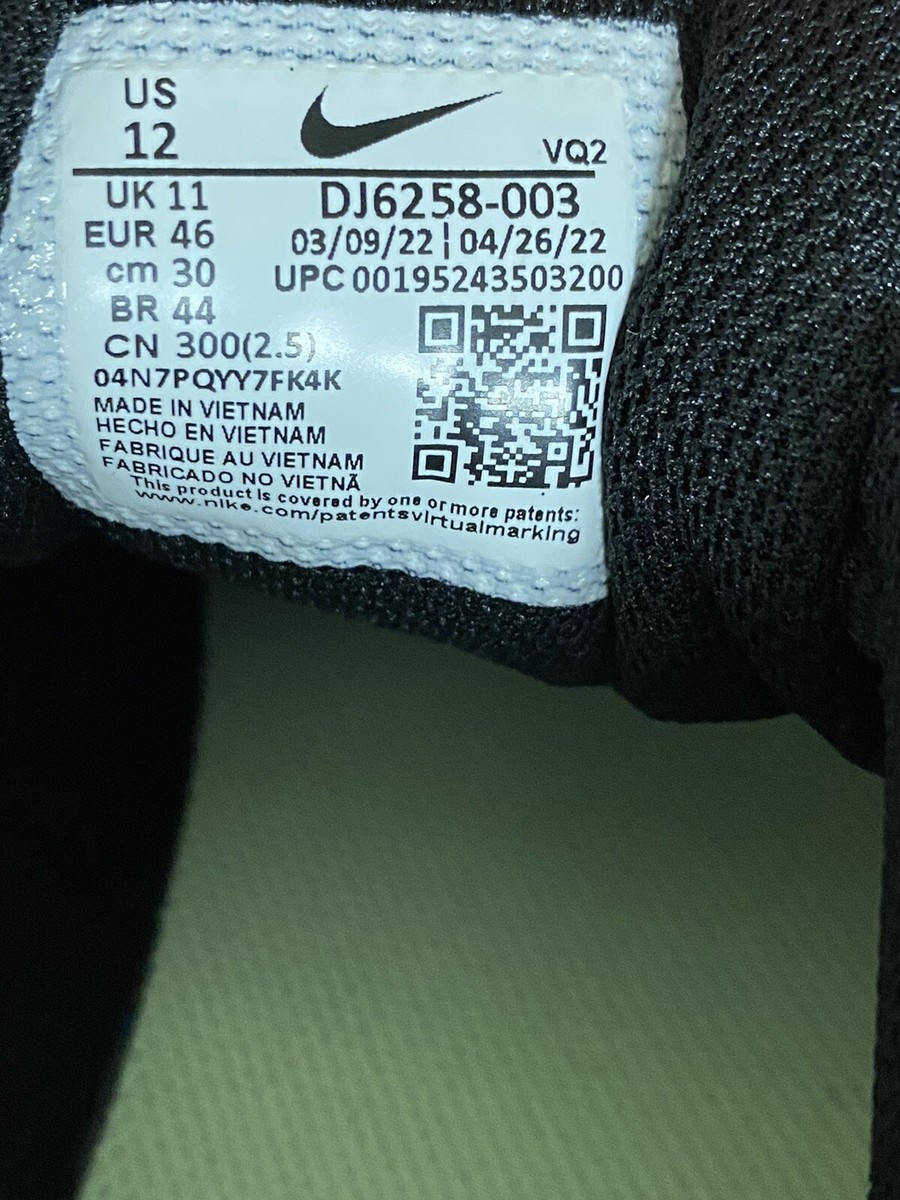 US
12
VQ2
UK 11
EUR 46
cm 30
BR 44
CN 300(2.5)
DJ6258-003
03/09/22 ¦ 04/26/22
UPC 00195243503200
04N7PQYY7FK4K
MADE IN VIETNAM
HECHO EN VIETNAM
FABRIQUE AU VIETNAM
FABRICADO NO VIETNÃ
This product is covered by one or more patents:
www.nike.com/patentsvirtualmarking